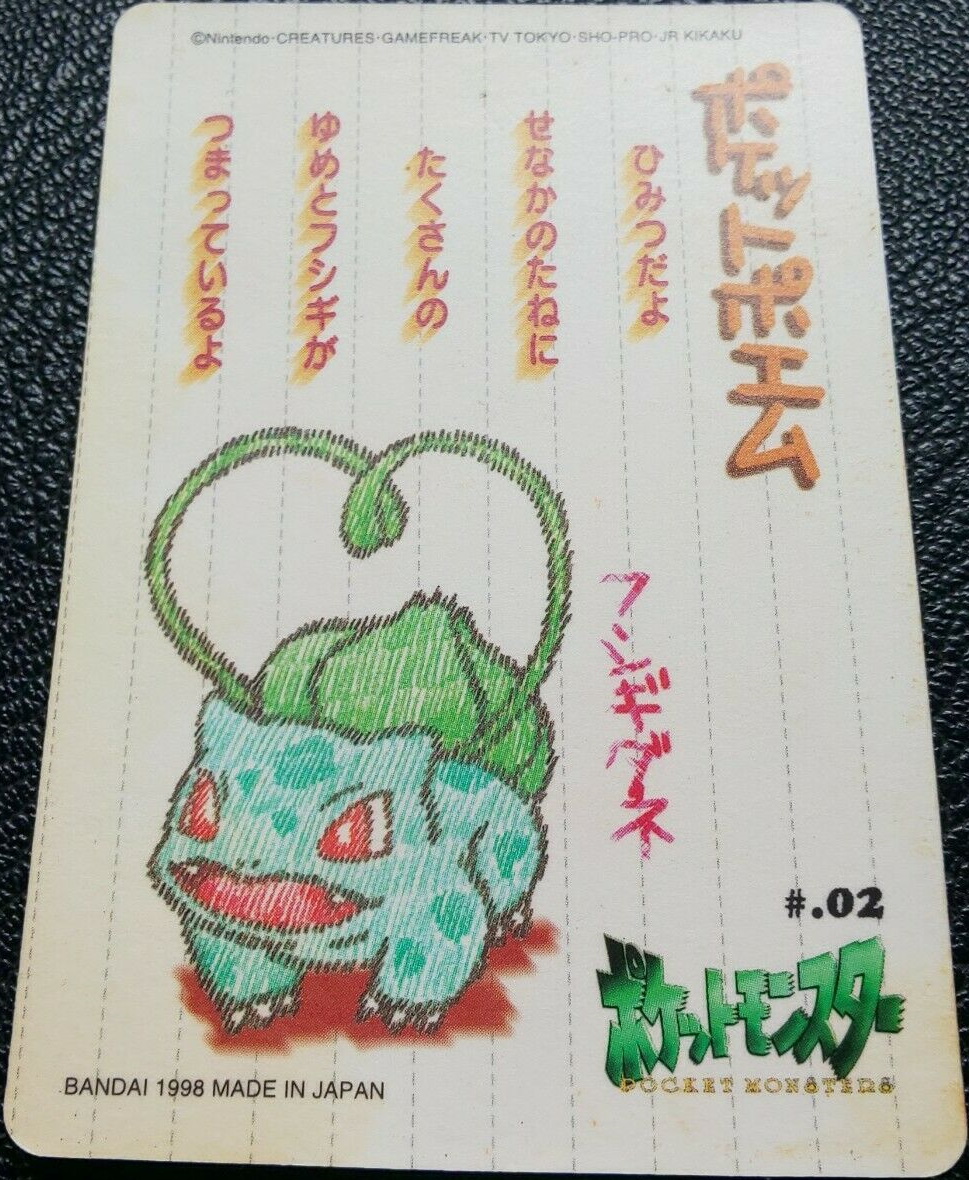 ©Nintendo·CREATURES·GAMEFREAK·TV TOKYO·SHO-PRO·JR KIKAKU
ポケットポエム
ひみつだよ
せなかのたねに
たくさんの
ゆめとフシギが
つまっているよ
フシギダネ
#.02
ポケットモンスター
POCKET MONSTERS
BANDAI 1998 MADE IN JAPAN